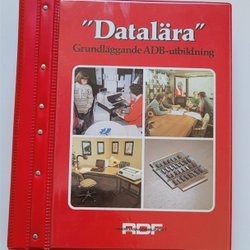 "Datalära"
Grundläggande ADB-utbildning
RDF